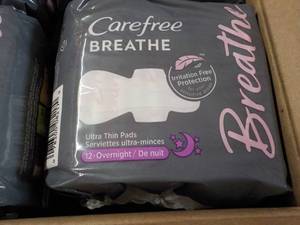 Carefree
BREATHE
Irritation Free
Protection
Ultra Thin Pads
Serviettes ultra-minces
12 • Overnight / De nuit
Breathe